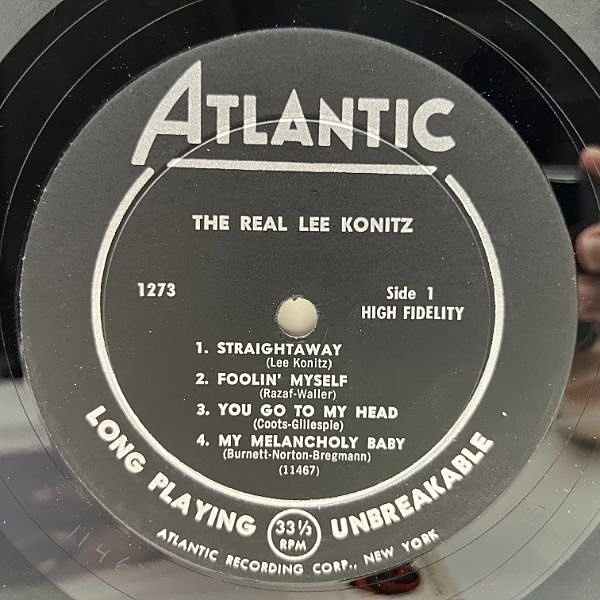 ATLANTIC
THE REAL LEE KONITZ
1273
Side 1
HIGH FIDELITY
1. STRAIGHTAWAY
(Lee Konitz)
2. FOOLIN' MYSELF
(Razaf-Waller)
3. YOU GO TO MY HEAD
(Coots-Gillespie)
4. MY MELANCHOLY BABY
(Burnett-Norton-Bregmann)
(11467)
LONG PLAYING
33 1/3
RPM
UNBREAKABLE
ATLANTIC RECORDING CORP., NEW YORK